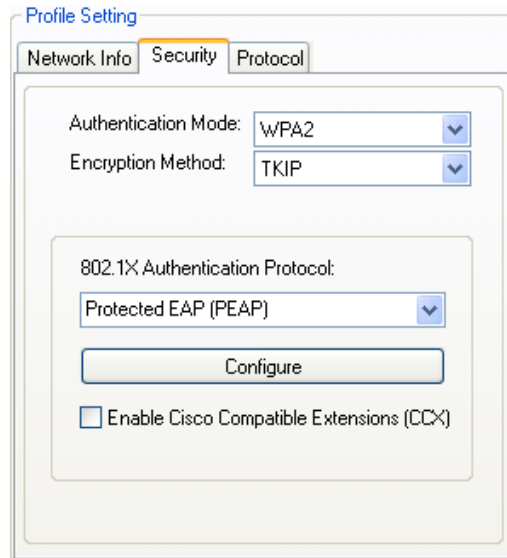 Profile Setting
Network Info Security Protocol
Authentication Mode: WPA2
Encryption Method: TKIP
802.1X Authentication Protocol:
Protected EAP (PEAP)
Configure
Enable Cisco Compatible Extensions (CCX)